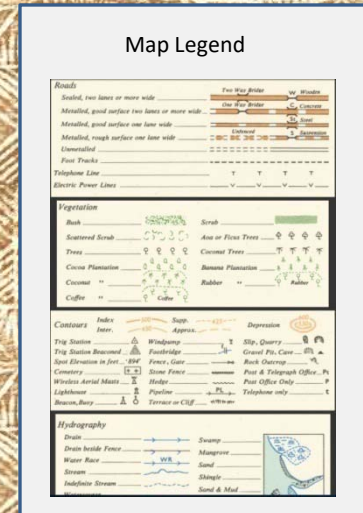 Map Legend
Roads
Sealed, two lanes or more wide
Two Way Bridge
W Wooden
Metalled, good surface two lanes or more wide
One Way Bridge
C Concrete
Metalled, good surface one lane wide
St. Steel
Metalled, rough surface one lane wide
Unfenced
S Suspension
Unmetalled
Foot Tracks
Telephone Line
T T T T
Electric Power Lines
V V V V
Vegetation
Bush
Scrub
Scattered Scrub
Aoa or Ficus Trees
Trees
Coconut Trees
Cocoa Plantation
Banana Plantation
Coconut "
Rubber "
Rubber
Coffee "
Coffee
Contours
Index
Supp.
Depression
Inter.
Approx.
Trig Station
Windpump
Slip, Quarry
Trig Station Beaconed
Footbridge
Gravel Pit, Cave
Spot Elevation in feet .894
Fence, Gate
Rock Outcrop
Cemetery
Stone Fence
Post & Telegraph Office PT
Wireless Aerial Masts
Hedge
Post Office Only P
Lighthouse
Pipeline PL
Telephone only T
Beacon, Buoy
Terrace or Cliff
Hydrography
Drain
Swamp
Drain beside Fence
Mangrove
Water Race WR
Sand
Stream
Shingle
Indefinite Stream
Sand & Mud